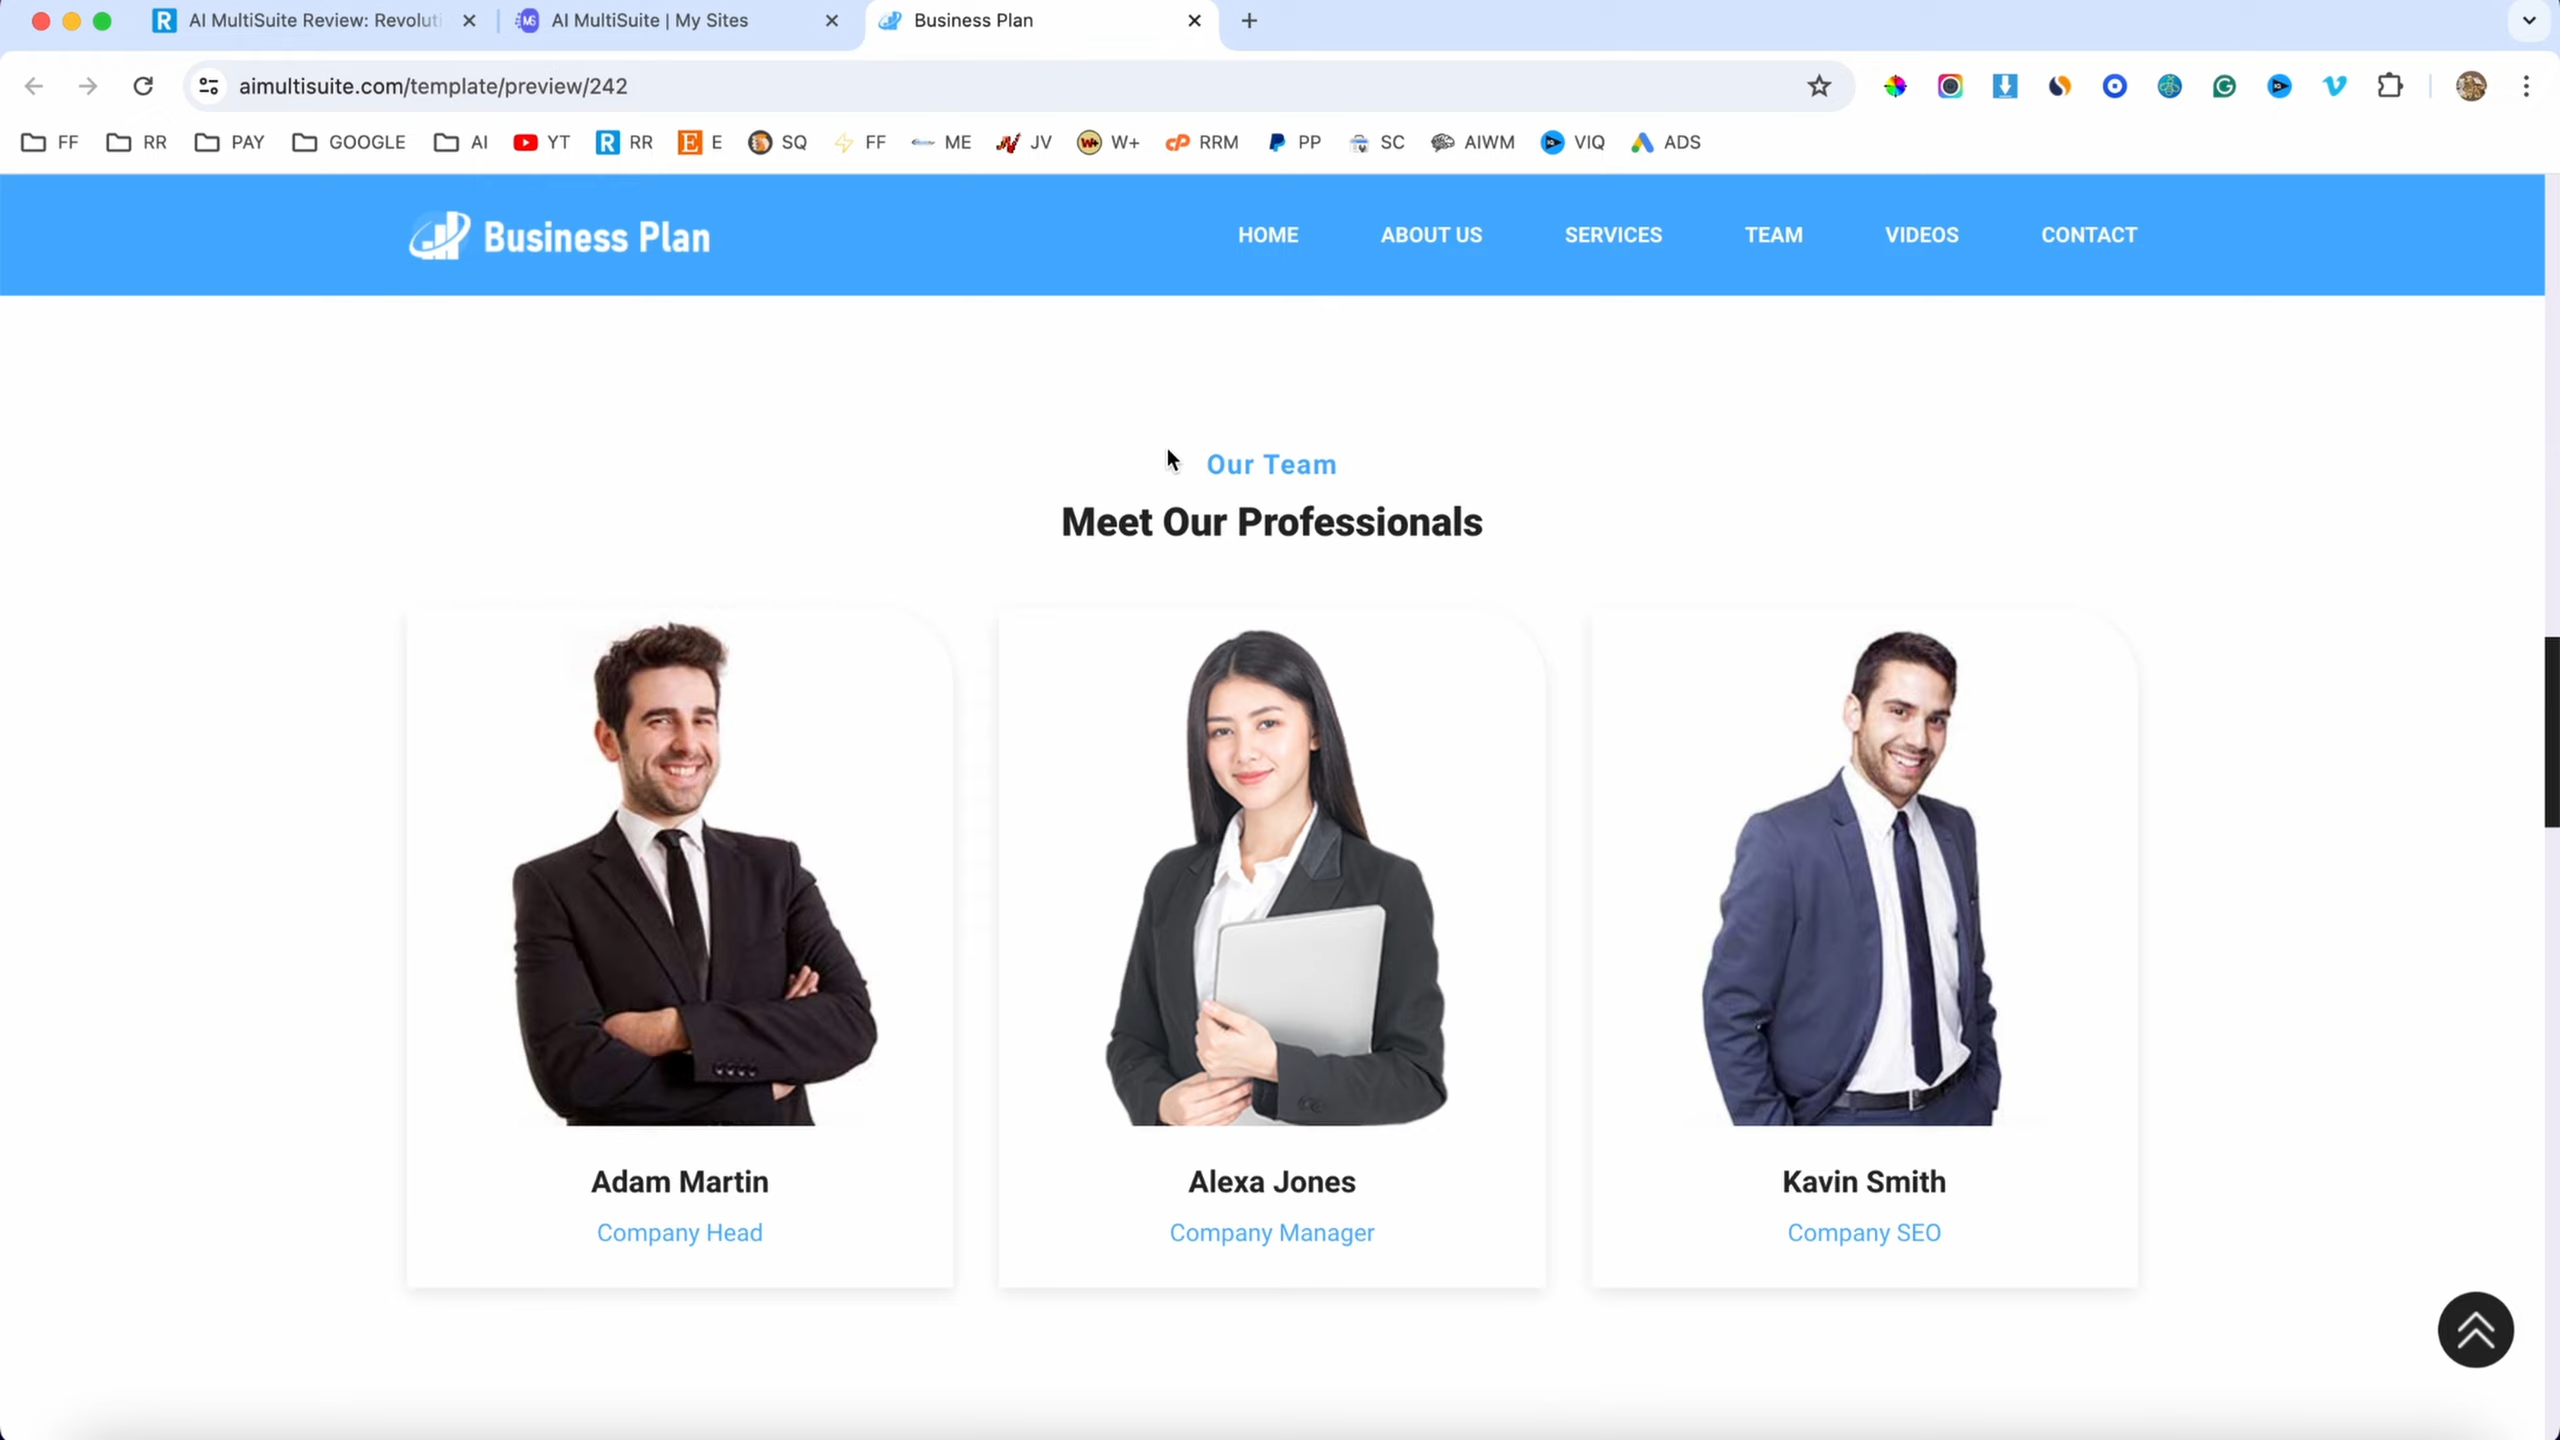 AI MultiSuite Review: Revoluti
AI MultiSuite | My Sites
Business Plan
aimultisuite.com/template/preview/242
FF RR PAY GOOGLE AI YT RR E SQ FF ME JV W+ RRM PP SC AIWM VIQ ADS
Business Plan
HOME ABOUT US SERVICES TEAM VIDEOS CONTACT
Our Team
Meet Our Professionals
Adam Martin
Company Head
Alexa Jones
Company Manager
Kavin Smith
Company SEO